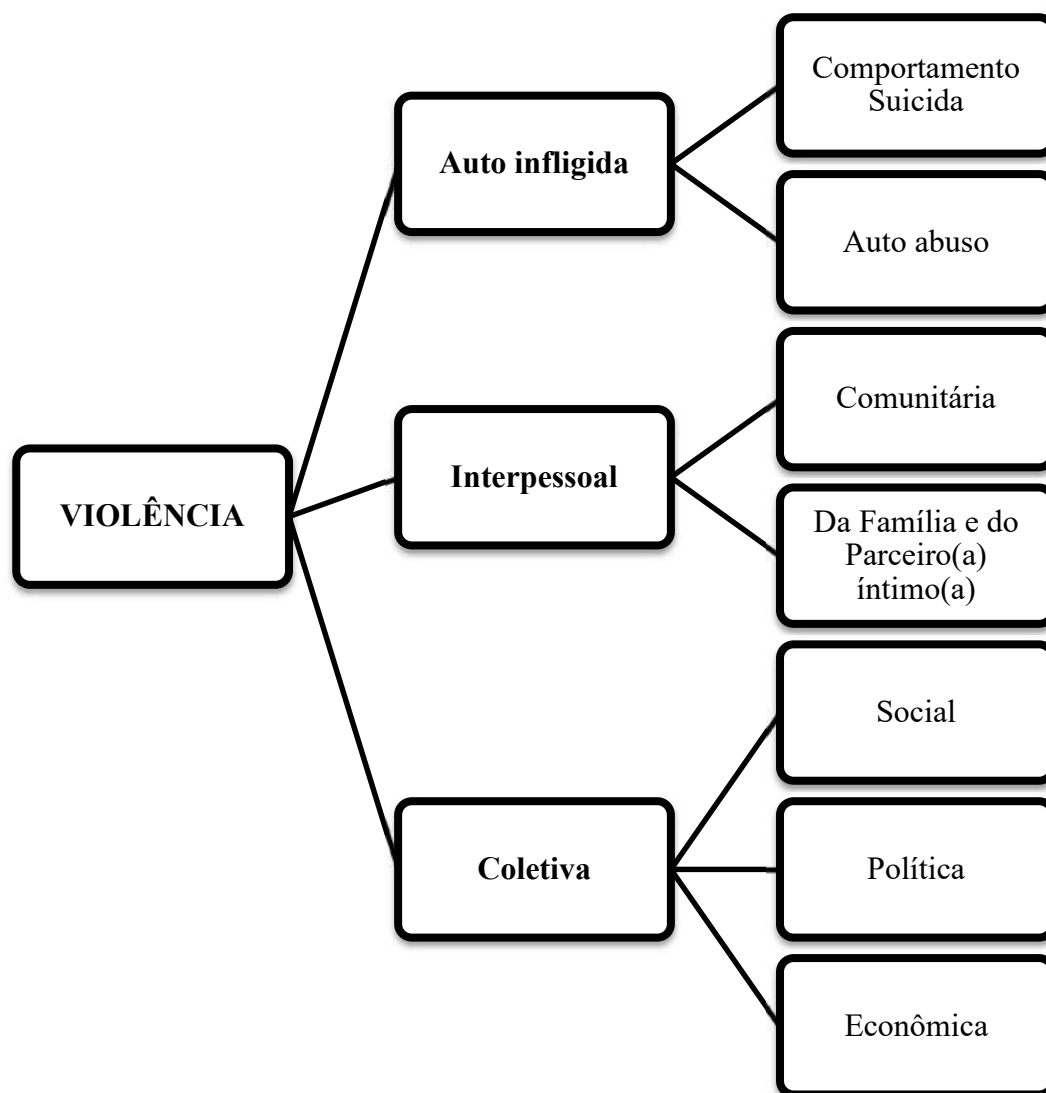 VIOLÊNCIA
Auto infligida
Comportamento
Suicida
Auto abuso
Interpessoal
Comunitária
Da Família e do
Parceiro(a)
íntimo(a)
Coletiva
Social
Política
Econômica